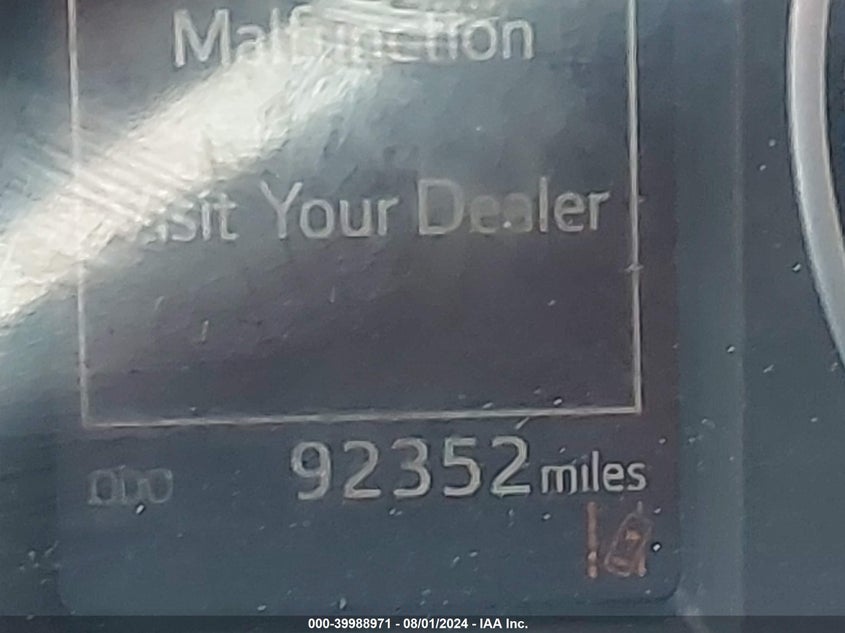 Malfunction
Visit Your Dealer
ODO 92352 miles
000-39988971 - 08/01/2024 - IAA Inc.